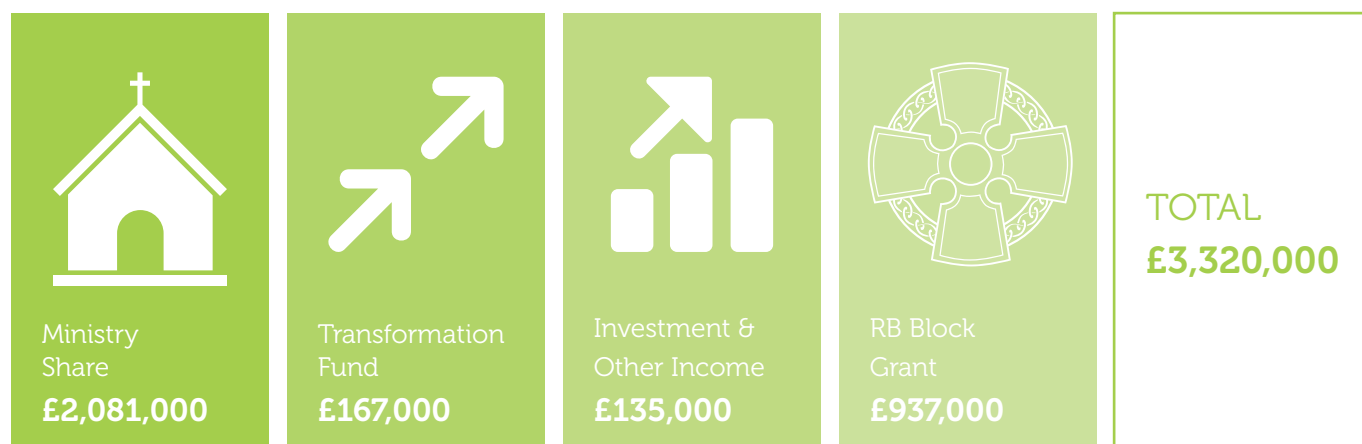 Ministry
Share
£2,081,000
Transformation
Fund
£167,000
Investment &
Other Income
£135,000
RB Block
Grant
£937,000
TOTAL
£3,320,000